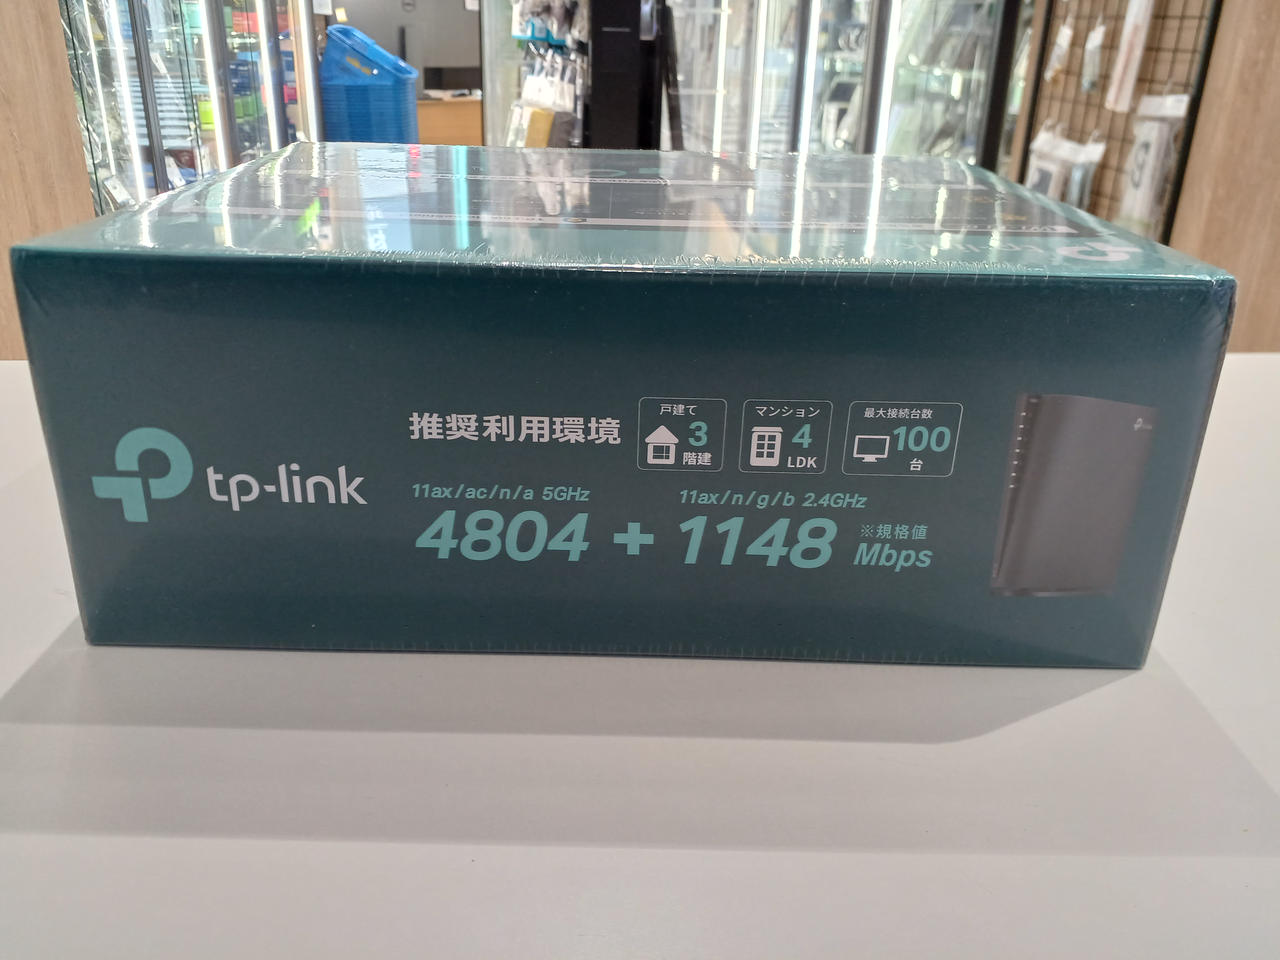 tp-link
推奨利用環境
戸建て
3
階建
マンション
4
LDK
最大接続台数
100
台
11ax/ac/n/a 5GHz
11ax/n/g/b 2.4GHz
4804 + 1148
※規格値
Mbps